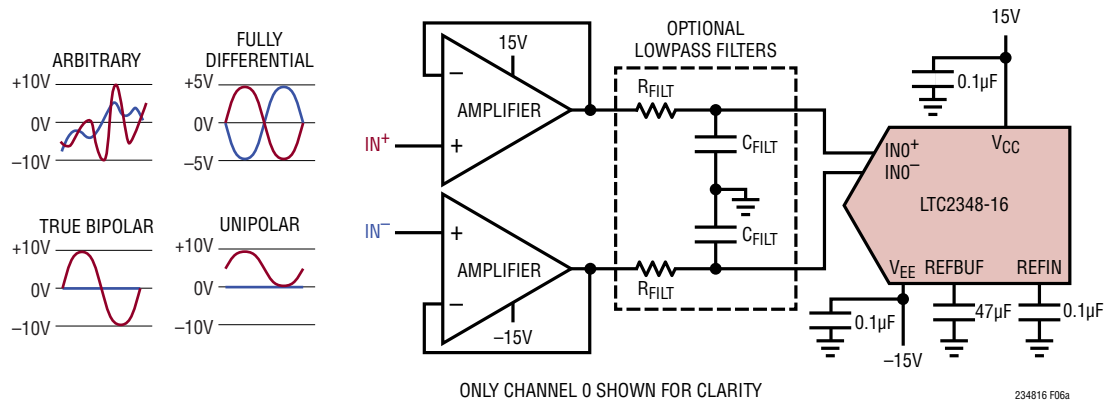 ARBITRARY
+10V
0V
–10V
FULLY
DIFFERENTIAL
+5V
0V
–5V
TRUE BIPOLAR
+10V
0V
–10V
UNIPOLAR
+10V
0V
–10V
15V
–
AMPLIFIER
IN+
+
IN–
+
AMPLIFIER
–
–15V
OPTIONAL
LOWPASS FILTERS
RFILT
CFILT
CFILT
RFILT
15V
0.1µF
VCC
IN0+
IN0–
LTC2348-16
VEE
REFBUF
REFIN
0.1µF
47µF
0.1µF
–15V
ONLY CHANNEL 0 SHOWN FOR CLARITY
234816 F06a